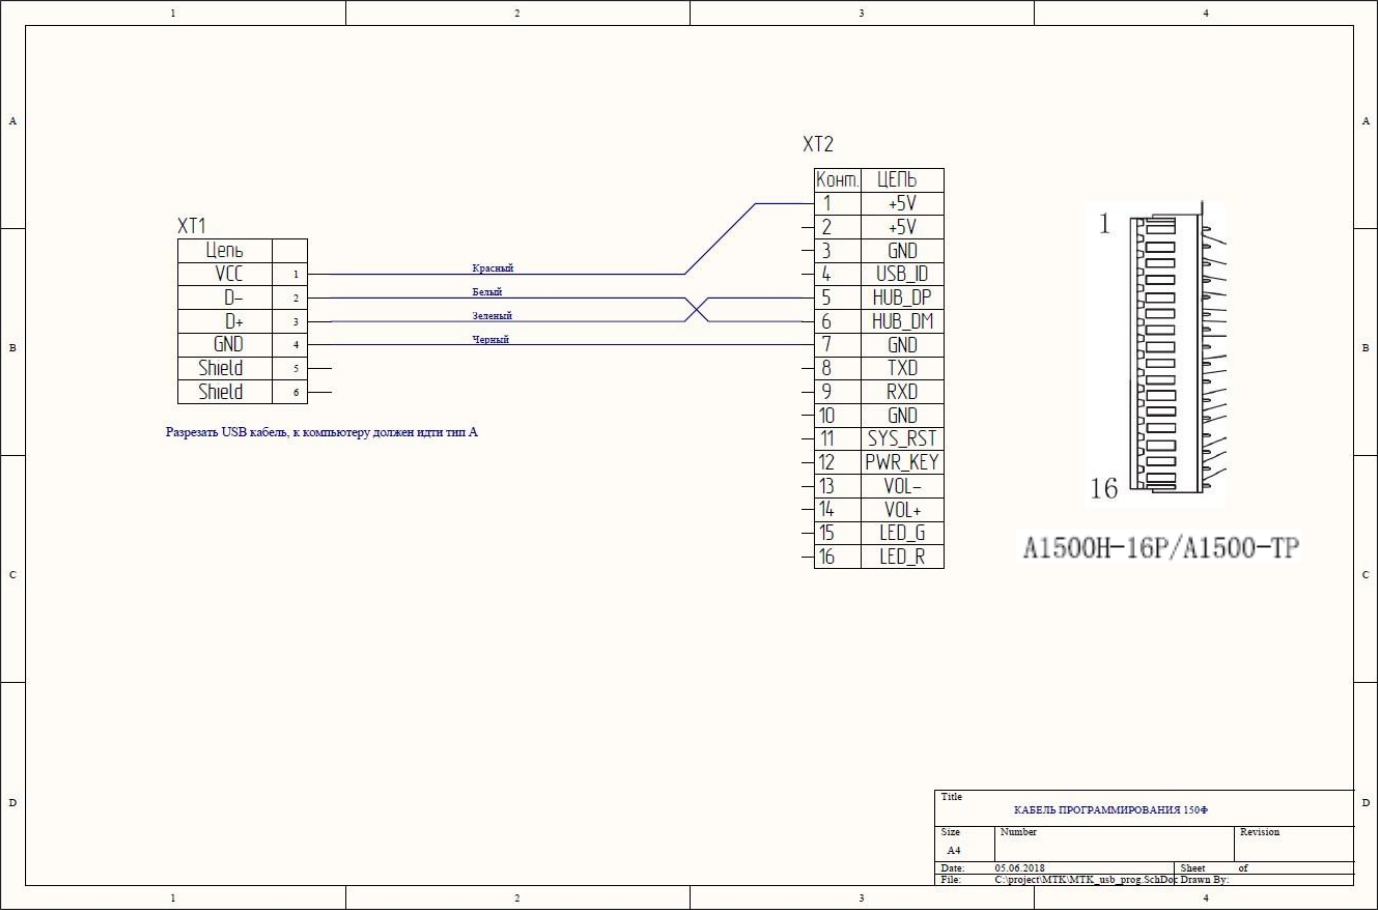 1 2 3 4
A A
XT2
Конт. ЦЕПЬ
1 +5V
2 +5V
3 GND
4 USB_ID
5 HUB_DP
6 HUB_DM
7 GND
8 TXD
9 RXD
10 GND
11 SYS_RST
12 PWR_KEY
13 VOL-
14 VOL+
15 LED_G
16 LED_R
XT1
Цепь
VCC 1
D- 2
D+ 3
GND 4
Shield 5
Shield 6
Красный
Белый
Зеленый
Черный
Разрезать USB кабель, к компьютеру должен идти тип А
1
16
A1500H-16P/A1500-TP
B B
C C
D D
Title
КАБЕЛЬ ПРОГРАММИРОВАНИЯ 150Ф
Size Number Revision
A4
Date: 05.06.2018 Sheet of
File: C:\project\MTK\MTK_usb_prog.SchDoc Drawn By:
1 2 3 4